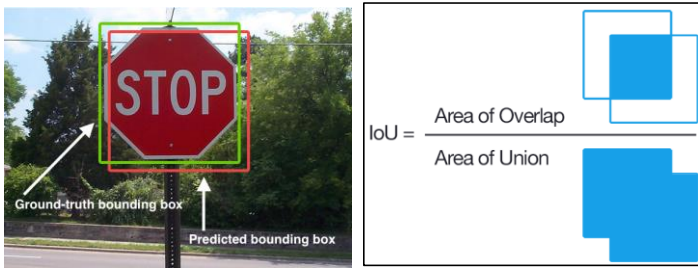 STOP
Ground-truth bounding box
Predicted bounding box
IoU =
Area of Overlap
Area of Union